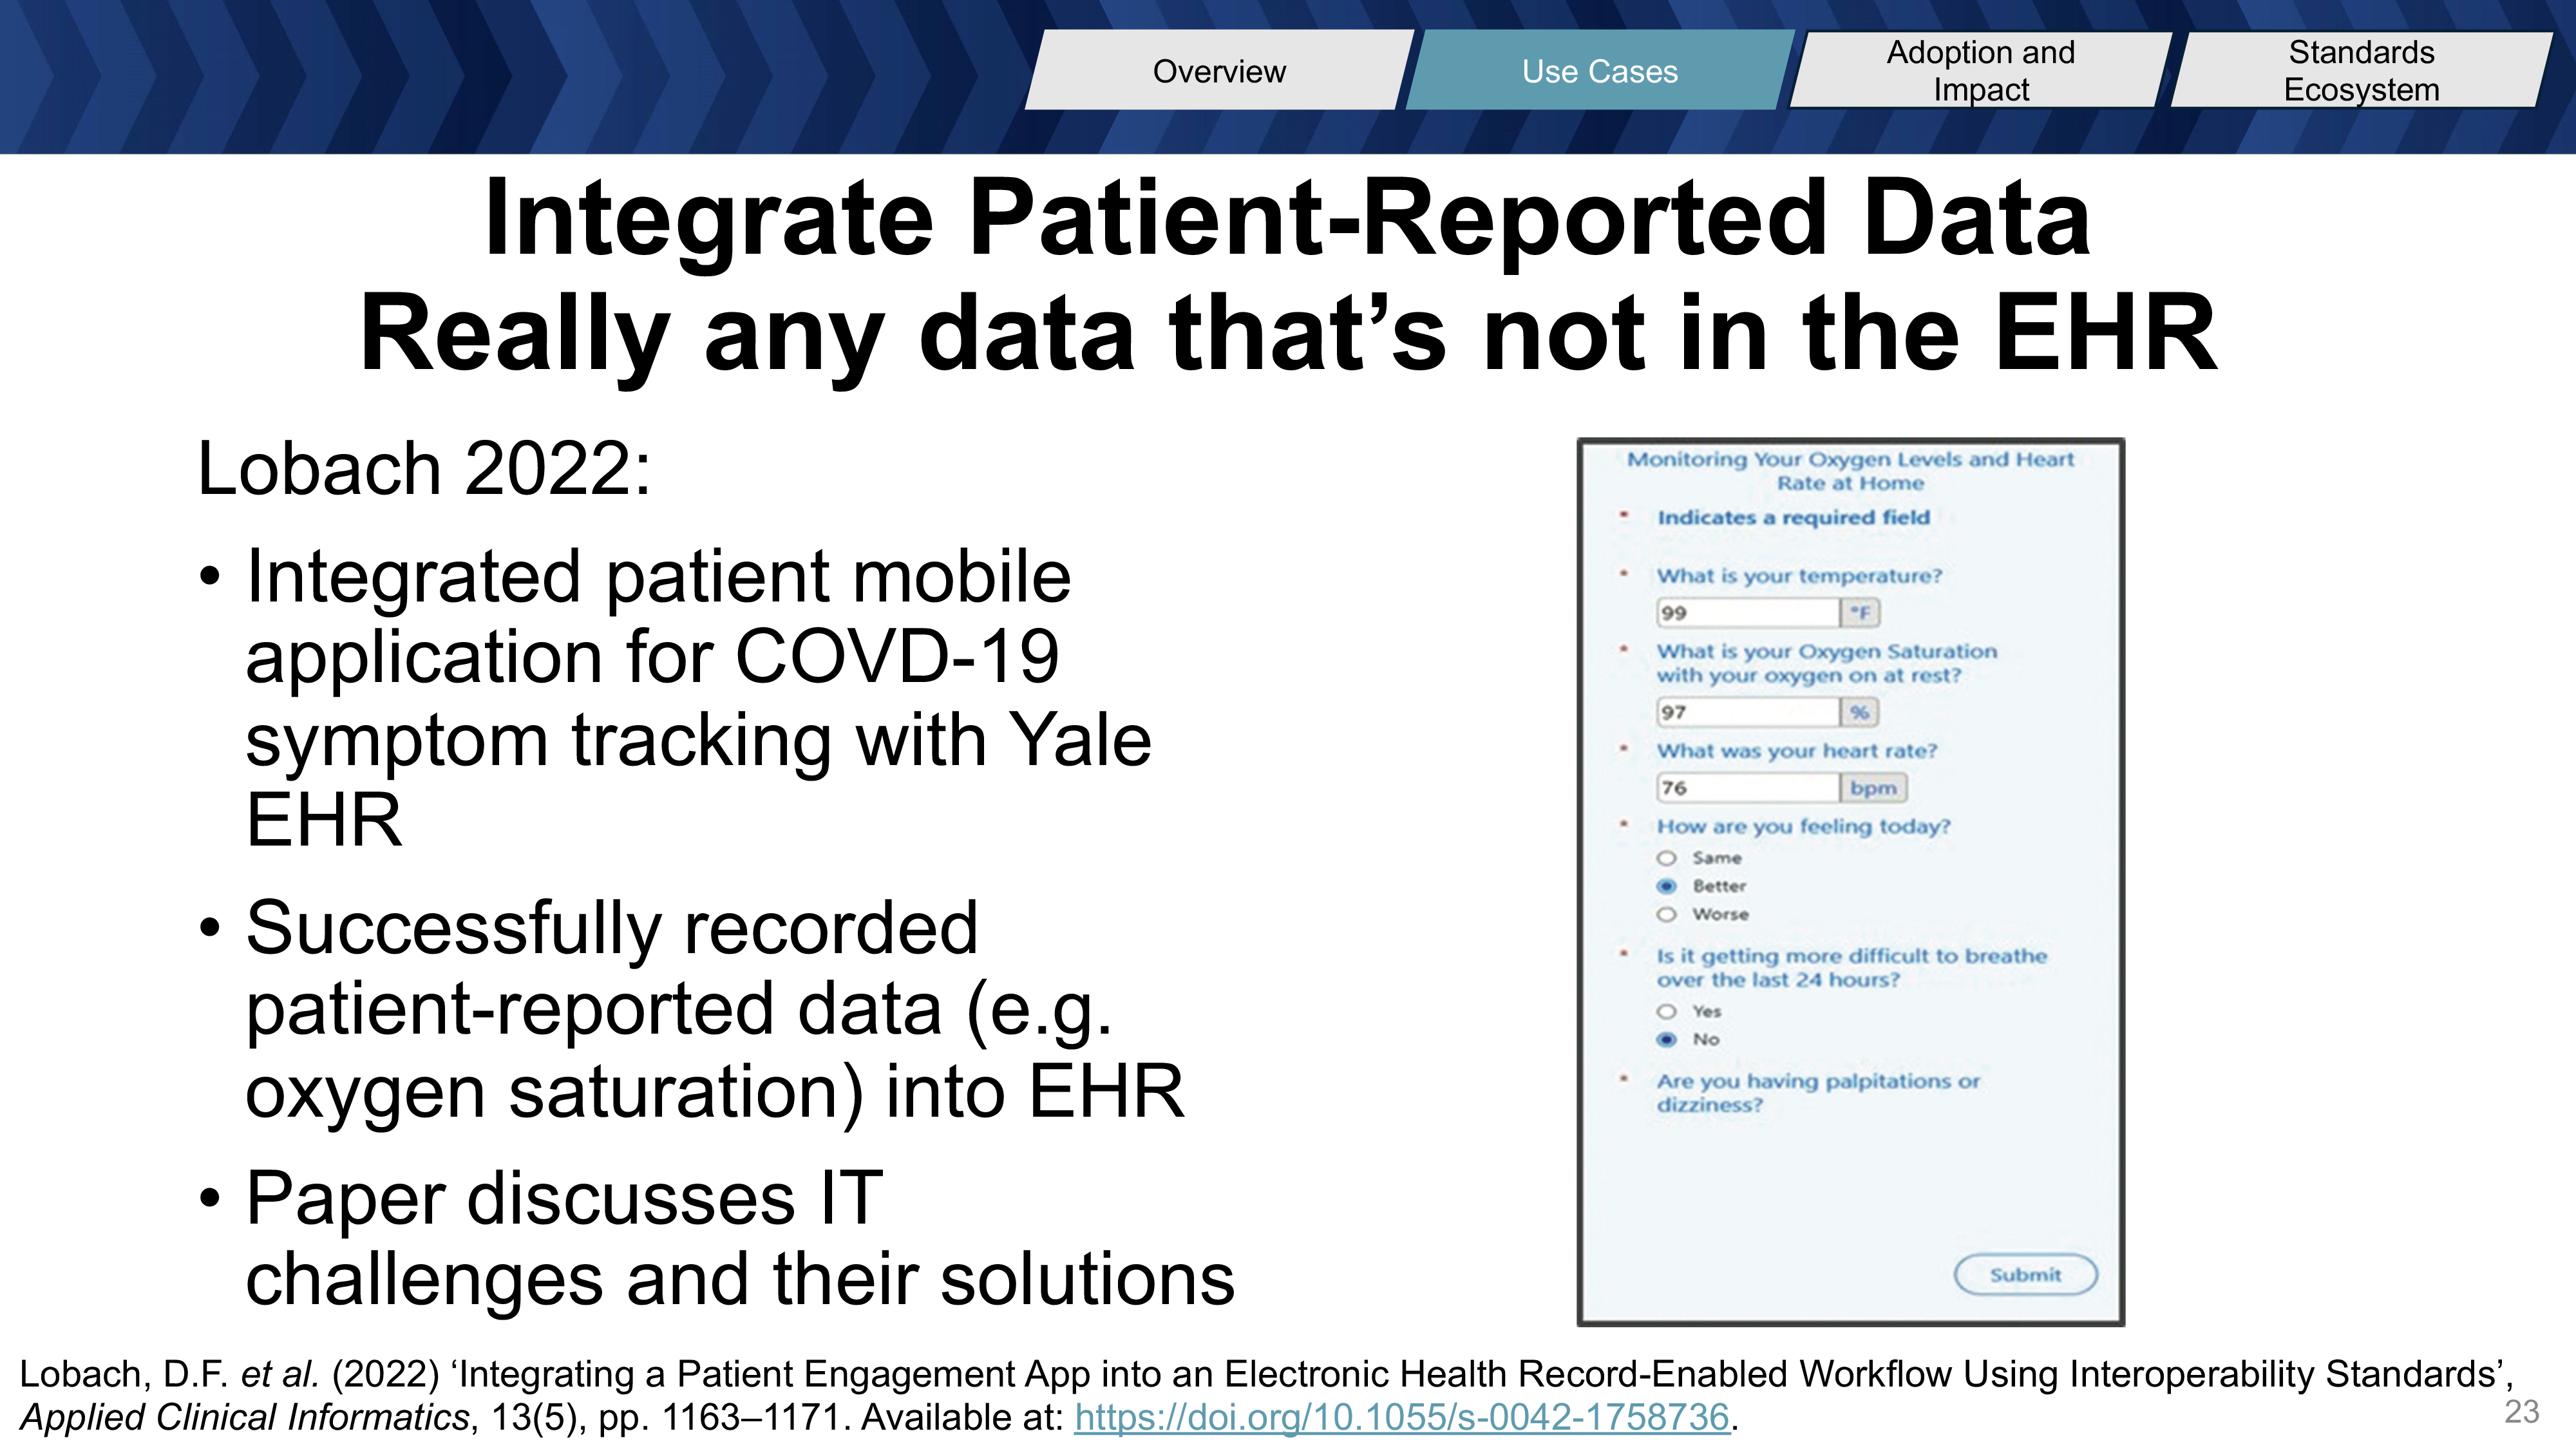 Overview
Use Cases
Adoption and
Impact
Standards
Ecosystem
Integrate Patient-Reported Data
Really any data that’s not in the EHR
Lobach 2022:
• Integrated patient mobile
application for COVD-19
symptom tracking with Yale
EHR
• Successfully recorded
patient-reported data (e.g.
oxygen saturation) into EHR
• Paper discusses IT
challenges and their solutions
Monitoring Your Oxygen Levels and Heart
Rate at Home
* Indicates a required field
* What is your temperature?
99 °F
* What is your Oxygen Saturation
with your oxygen on at rest?
97 %
* What was your heart rate?
76 bpm
* How are you feeling today?
Same
Better
Worse
* Is it getting more difficult to breathe
over the last 24 hours?
Yes
No
* Are you having palpitations or
dizziness?
Submit
Lobach, D.F. et al. (2022) ‘Integrating a Patient Engagement App into an Electronic Health Record-Enabled Workflow Using Interoperability Standards’,
Applied Clinical Informatics, 13(5), pp. 1163–1171. Available at: https://doi.org/10.1055/s-0042-1758736.
23